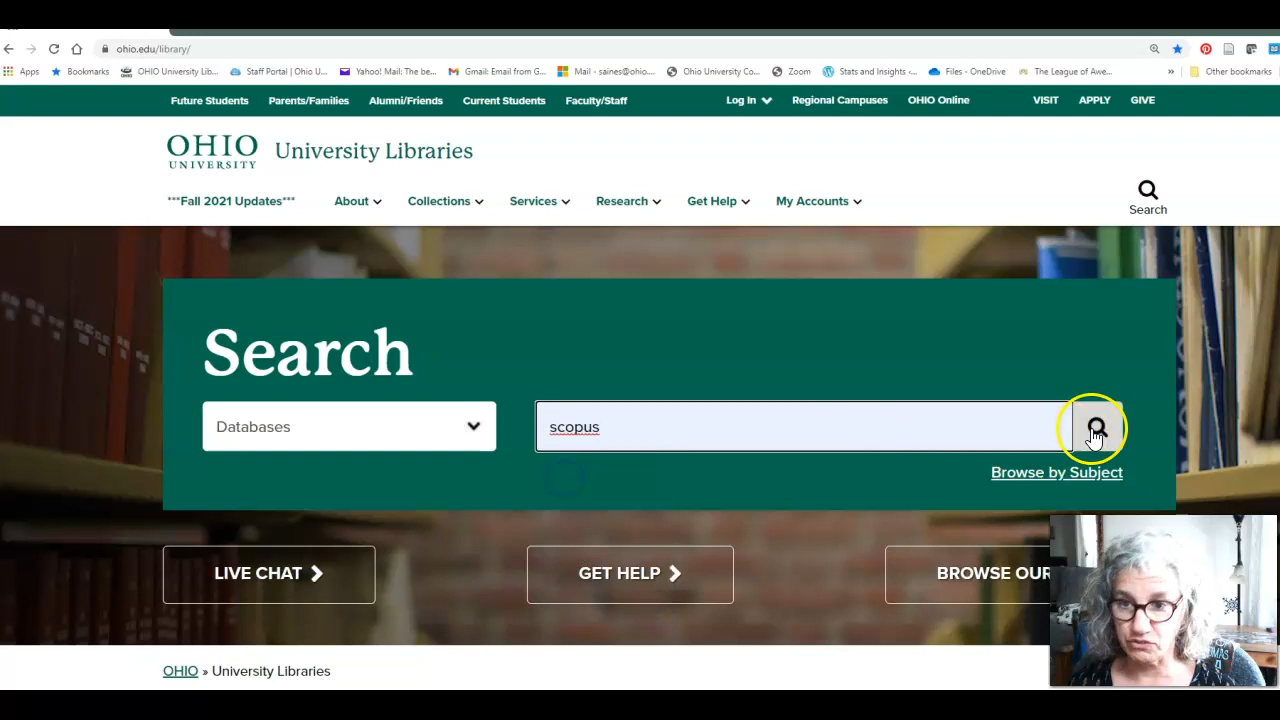 ohio.edu/library/
Apps Bookmarks OHIO University Lib... Staff Portal | Ohio U... Yahoo! Mail: The be... Gmail: Email from G... Mail - saines@ohio.... Ohio University Co... Zoom Stats and Insights -... Files - OneDrive The League of Awe... » Other bookmarks
Future Students Parents/Families Alumni/Friends Current Students Faculty/Staff Log In Regional Campuses OHIO Online VISIT APPLY GIVE
OHIO
UNIVERSITY
University Libraries
***Fall 2021 Updates*** About Collections Services Research Get Help My Accounts
Search
Search
Databases scopus
Browse by Subject
LIVE CHAT GET HELP BROWSE OUR
OHIO » University Libraries